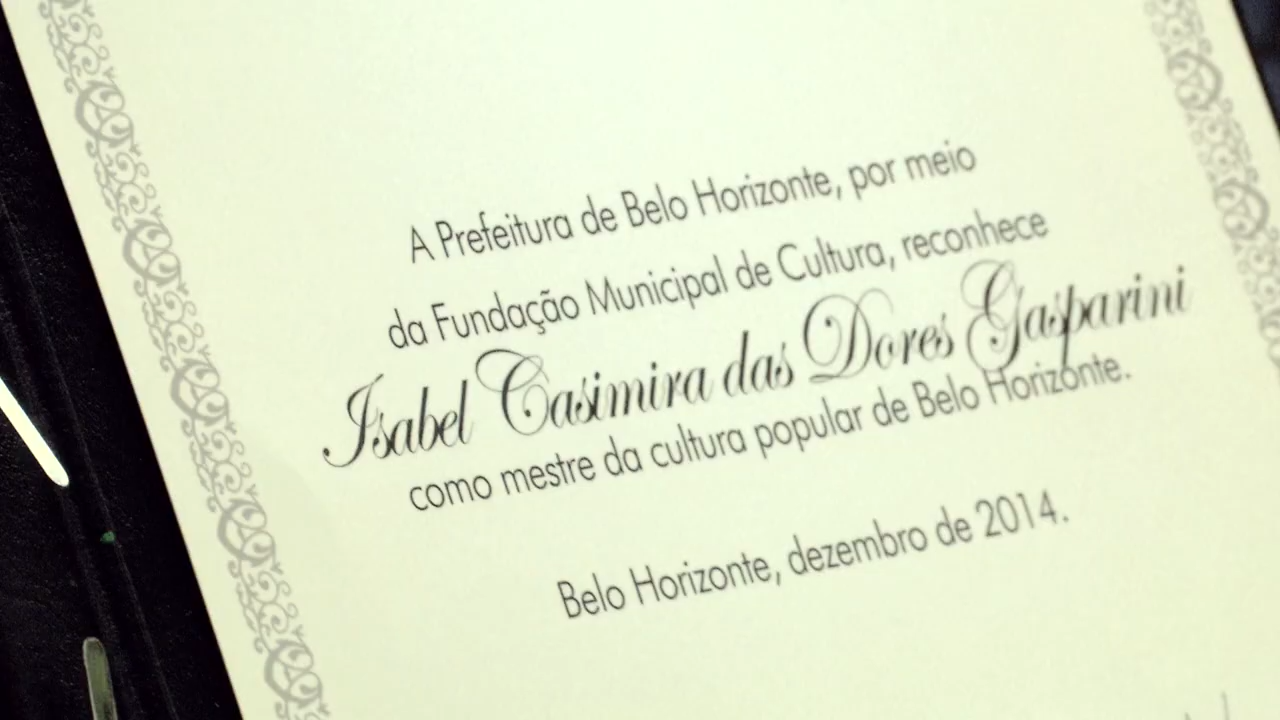 A Prefeitura de Belo Horizonte, por meio
da Fundação Municipal de Cultura, reconhece
Isabel Casimira das Dores Gasparini
como mestre da cultura popular de Belo Horizonte.
Belo Horizonte, dezembro de 2014.